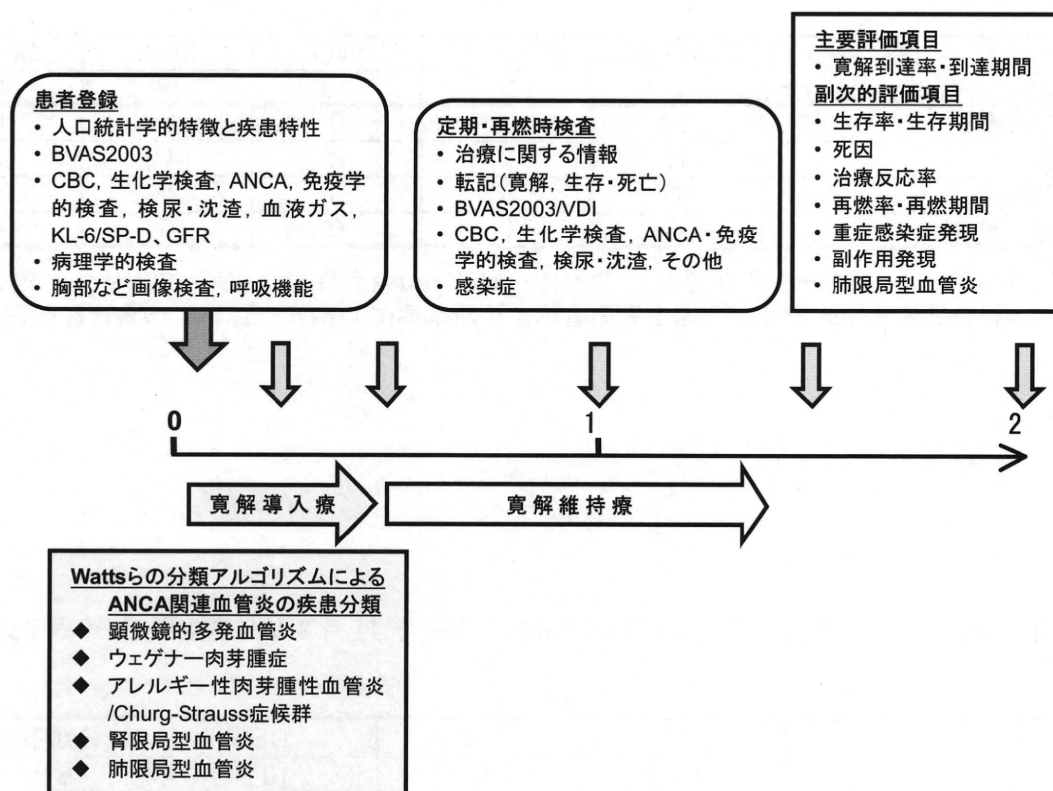 患者登録
• 人口統計学的特徴と疾患特性
• BVAS2003
• CBC, 生化学検査, ANCA, 免疫学
的検査, 検尿・沈渣, 血液ガス,
KL-6/SP-D、GFR
• 病理学的検査
• 胸部など画像検査, 呼吸機能
定期・再燃時検査
• 治療に関する情報
• 転記(寛解, 生存・死亡)
• BVAS2003/VDI
• CBC, 生化学検査, ANCA・免疫
学的検査, 検尿・沈渣, その他
• 感染症
主要評価項目
• 寛解到達率・到達期間
副次的評価項目
• 生存率・生存期間
• 死因
• 治療反応率
• 再燃率・再燃期間
• 重症感染症発現
• 副作用発現
• 肺限局型血管炎
0
1
2
寛解導入療
寛解維持療
Wattsらの分類アルゴリズムによる
ANCA関連血管炎の疾患分類
◆ 顕微鏡的多発血管炎
◆ ウェゲナー肉芽腫症
◆ アレルギー性肉芽腫性血管炎
/Churg-Strauss症候群
◆ 腎限局型血管炎
◆ 肺限局型血管炎